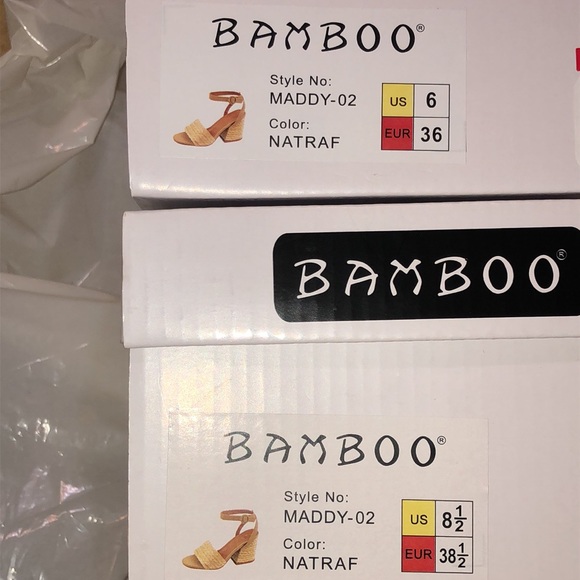 BAMBOO®
Style No:
MADDY-02
Color:
NATRAF
US 6
EUR 36
BAMBOO®
BAMBOO®
Style No:
MADDY-02
Color:
NATRAF
US 8½
EUR 38½